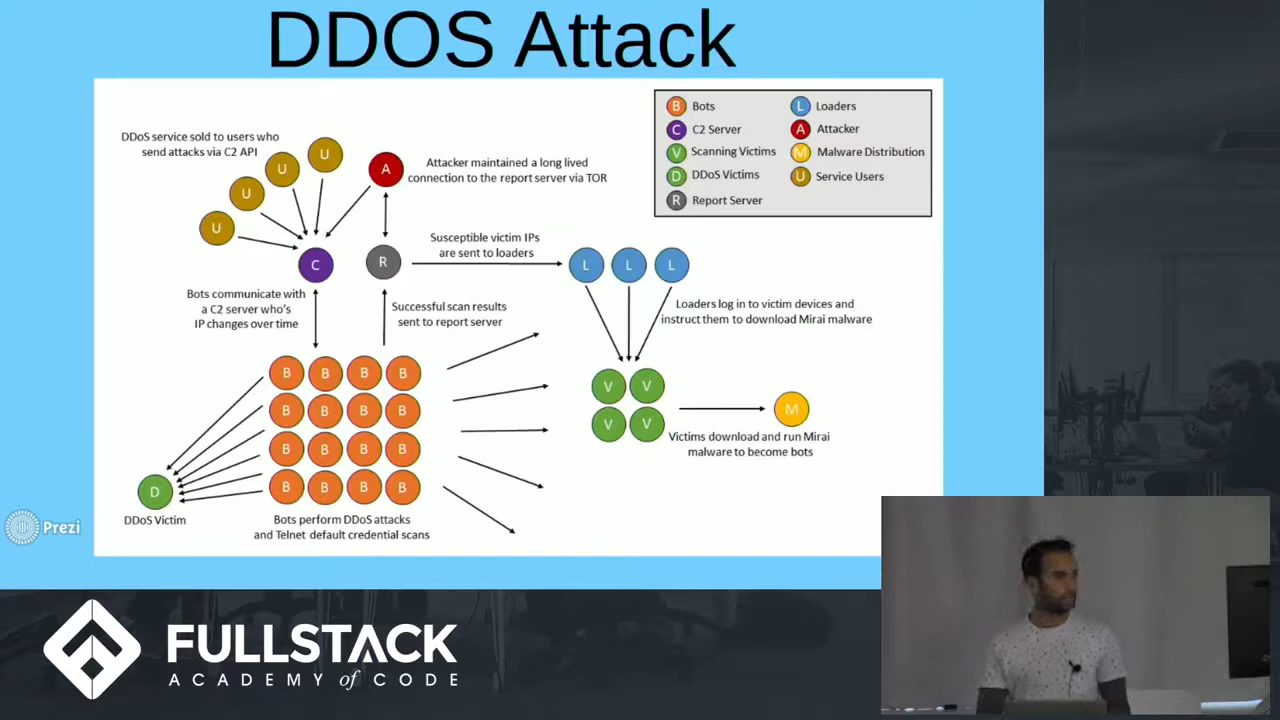 DDOS Attack
DDoS service sold to users who
send attacks via C2 API
U
U
U
U
A
Attacker maintained a long lived
connection to the report server via TOR
B Bots
C C2 Server
V Scanning Victims
D DDoS Victims
R Report Server
L Loaders
A Attacker
M Malware Distribution
U Service Users
C
R
Susceptible victim IPs
are sent to loaders
L L L
Bots communicate with
a C2 server who's
IP changes over time
Successful scan results
sent to report server
Loaders log in to victim devices and
instruct them to download Mirai malware
B B B B
B B B B
B B B B
B B B B
V V
V V
M
Victims download and run Mirai
malware to become bots
D
DDoS Victim
Bots perform DDoS attacks
and Telnet default credential scans
Prezi
FULLSTACK
ACADEMY of CODE